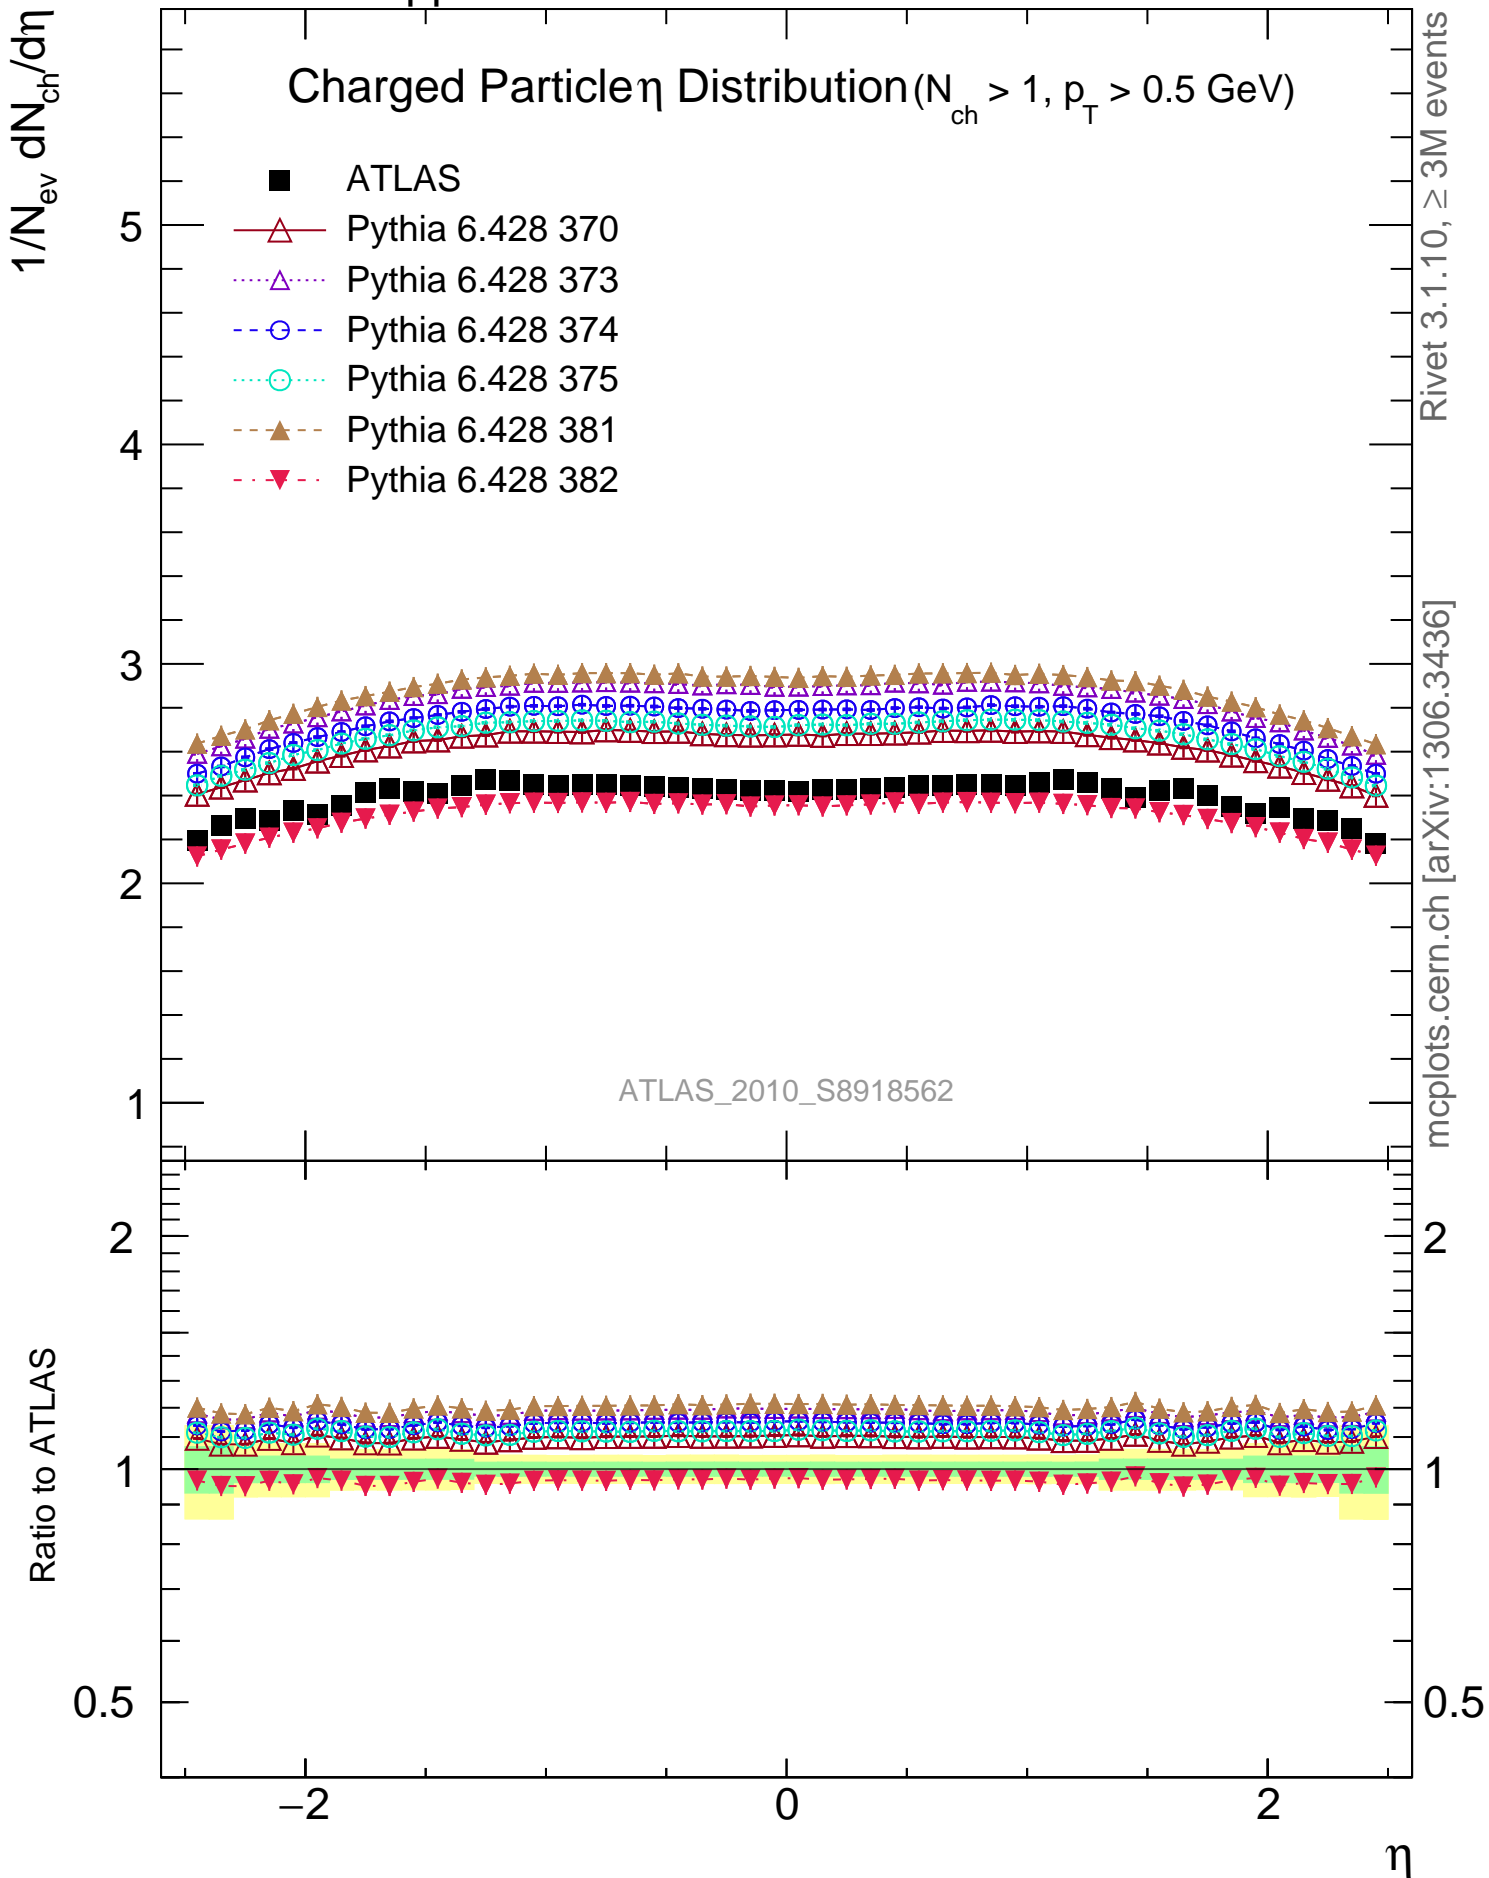 pp
1/N_ev dN_ch/dη
Charged Particle η Distribution (N_ch > 1, p_T > 0.5 GeV)
ATLAS
Pythia 6.428 370
Pythia 6.428 373
Pythia 6.428 374
Pythia 6.428 375
Pythia 6.428 381
Pythia 6.428 382
5
4
3
2
1
ATLAS_2010_S8918562
Rivet 3.1.10, ≥ 3M events
mcplots.cern.ch [arXiv:1306.3436]
Ratio to ATLAS
2
1
0.5
2
1
0.5
−2
0
2
η